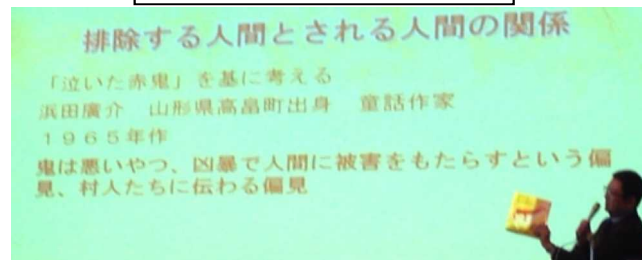 排除する人間とされる人間の関係
「泣いた赤鬼」を基に考える
浜田廣介　山形県高畠町出身　童話作家
１９６５年作
鬼は悪いやつ、凶暴で人間に被害をもたらすという偏
見、村人たちに伝わる偏見